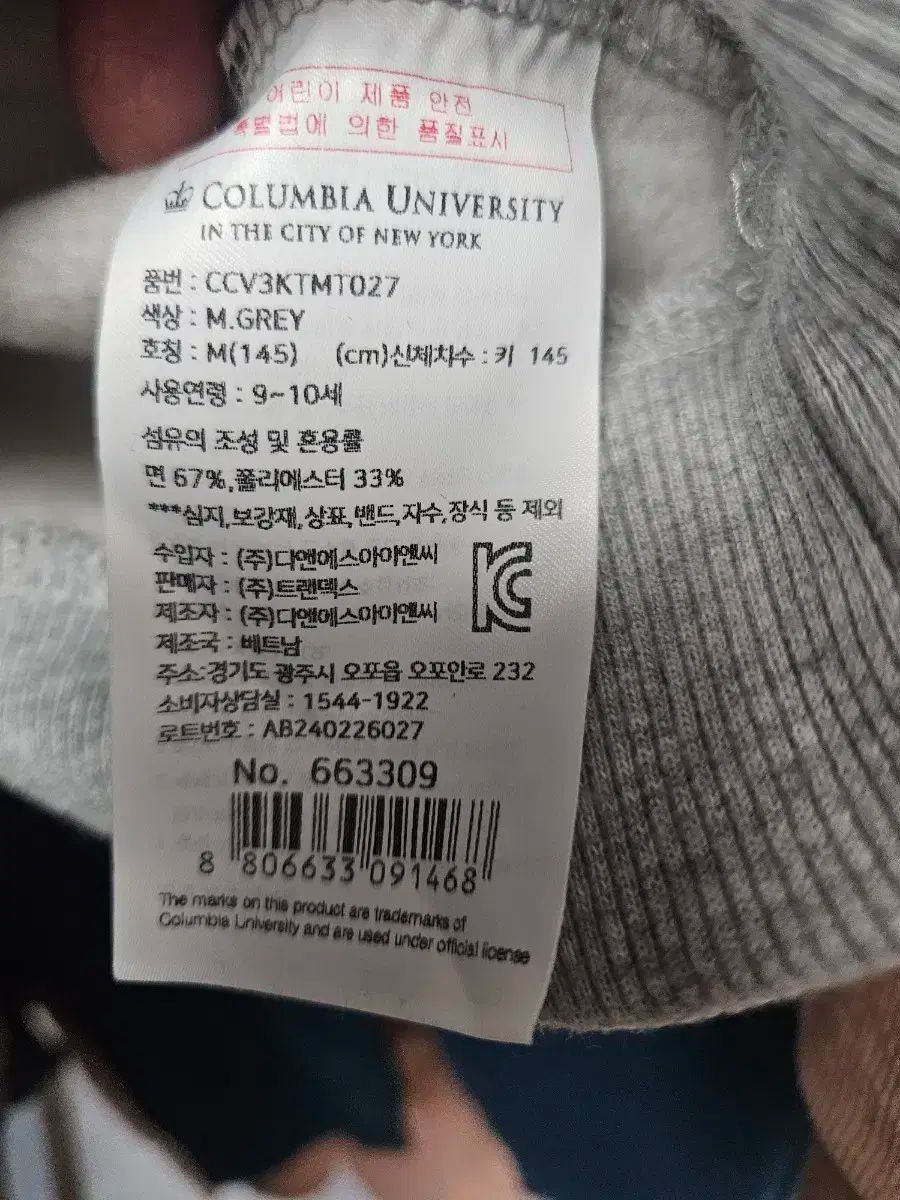 어린이 제품 안전
특별법에 의한 품질표시
COLUMBIA UNIVERSITY
IN THE CITY OF NEW YORK
품번 : CCV3KTMT027
색상 : M.GREY
호칭 : M(145) (cm)신체치수 : 키 145
사용연령 : 9~10세
섬유의 조성 및 혼용률
면 67%,폴리에스터 33%
***심지,보강재,상표,밴드,자수,장식 등 제외
수입자 : (주)디앤에스아이앤씨
판매자 : (주)트랜덱스
제조자 : (주)디앤에스아이앤씨
KC
제조국 : 베트남
주소:경기도 광주시 오포읍 오포안로 232
소비자상담실 : 1544-1922
로트번호 : AB240226027
No. 663309
8 806633 091468
The marks on this product are trademarks of
Columbia University and are used under official license